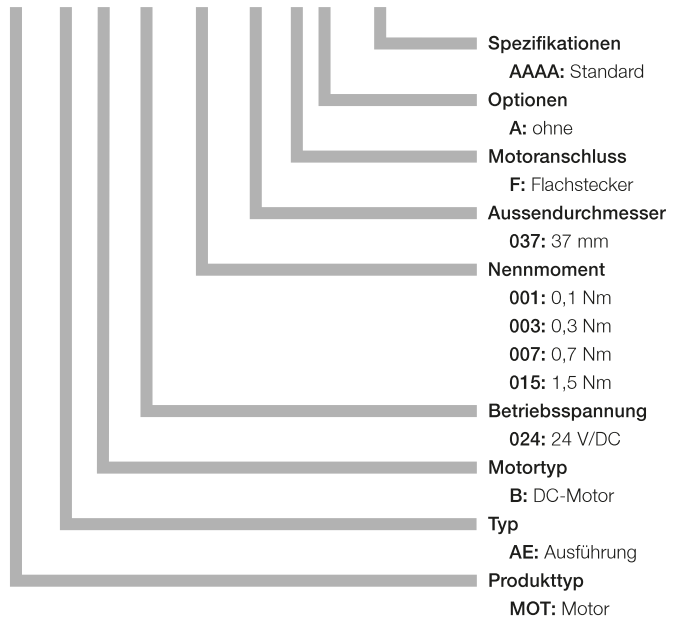 Spezifikationen
AAAA: Standard
Optionen
A: ohne
Motoranschluss
F: Flachstecker
Aussendurchmesser
037: 37 mm
Nennmoment
001: 0,1 Nm
003: 0,3 Nm
007: 0,7 Nm
015: 1,5 Nm
Betriebsspannung
024: 24 V/DC
Motortyp
B: DC-Motor
Typ
AE: Ausführung
Produkttyp
MOT: Motor